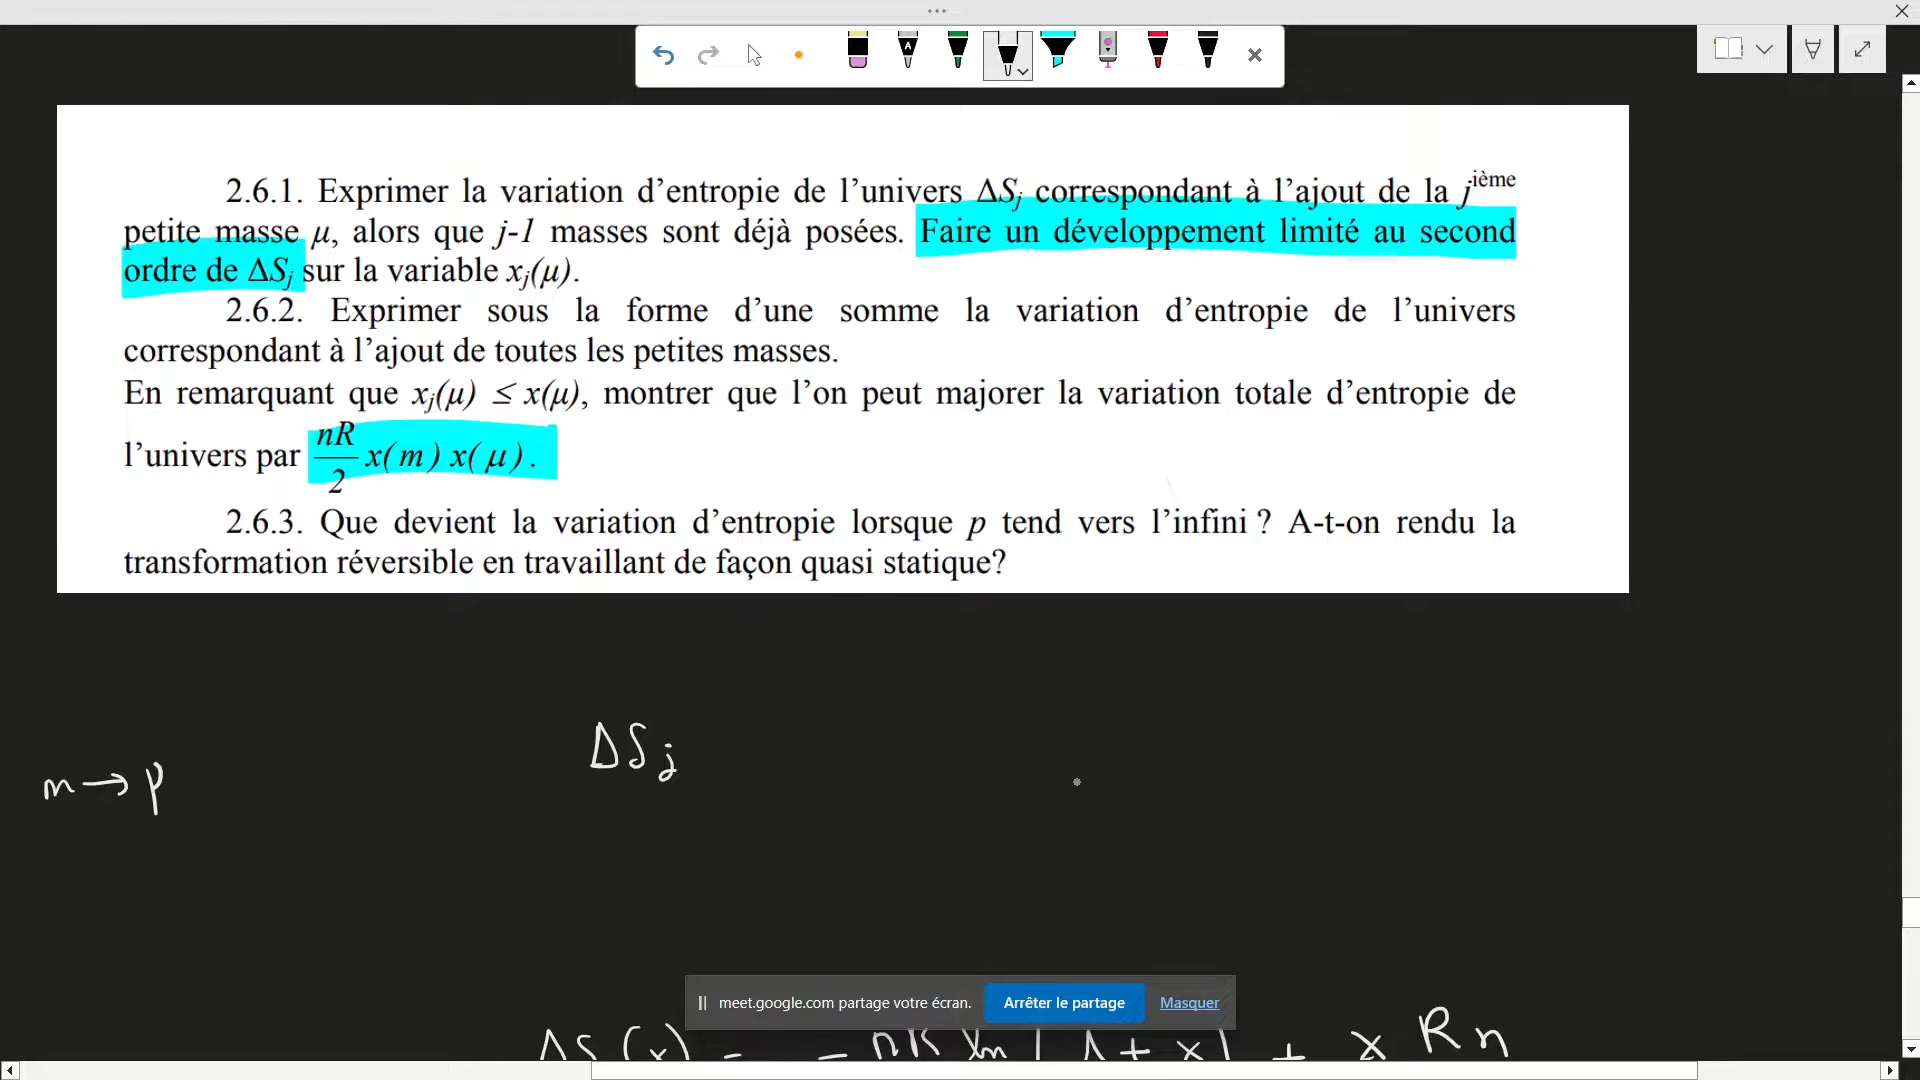 2.6.1. Exprimer la variation d’entropie de l’univers ΔSj correspondant à l’ajout de la jième
petite masse μ, alors que j-1 masses sont déjà posées. Faire un développement limité au second
ordre de ΔSj sur la variable xj(μ).
2.6.2. Exprimer sous la forme d’une somme la variation d’entropie de l’univers
correspondant à l’ajout de toutes les petites masses.
En remarquant que xj(μ) ≤ x(μ), montrer que l’on peut majorer la variation totale d’entropie de
l’univers par nR/2 x(m) x(μ).
2.6.3. Que devient la variation d’entropie lorsque p tend vers l’infini ? A-t-on rendu la
transformation réversible en travaillant de façon quasi statique?
ΔSj
m → p
meet.google.com partage votre écran. Arrêter le partage Masquer
ΔS(x) = - nR ln(1+x) + x Rn